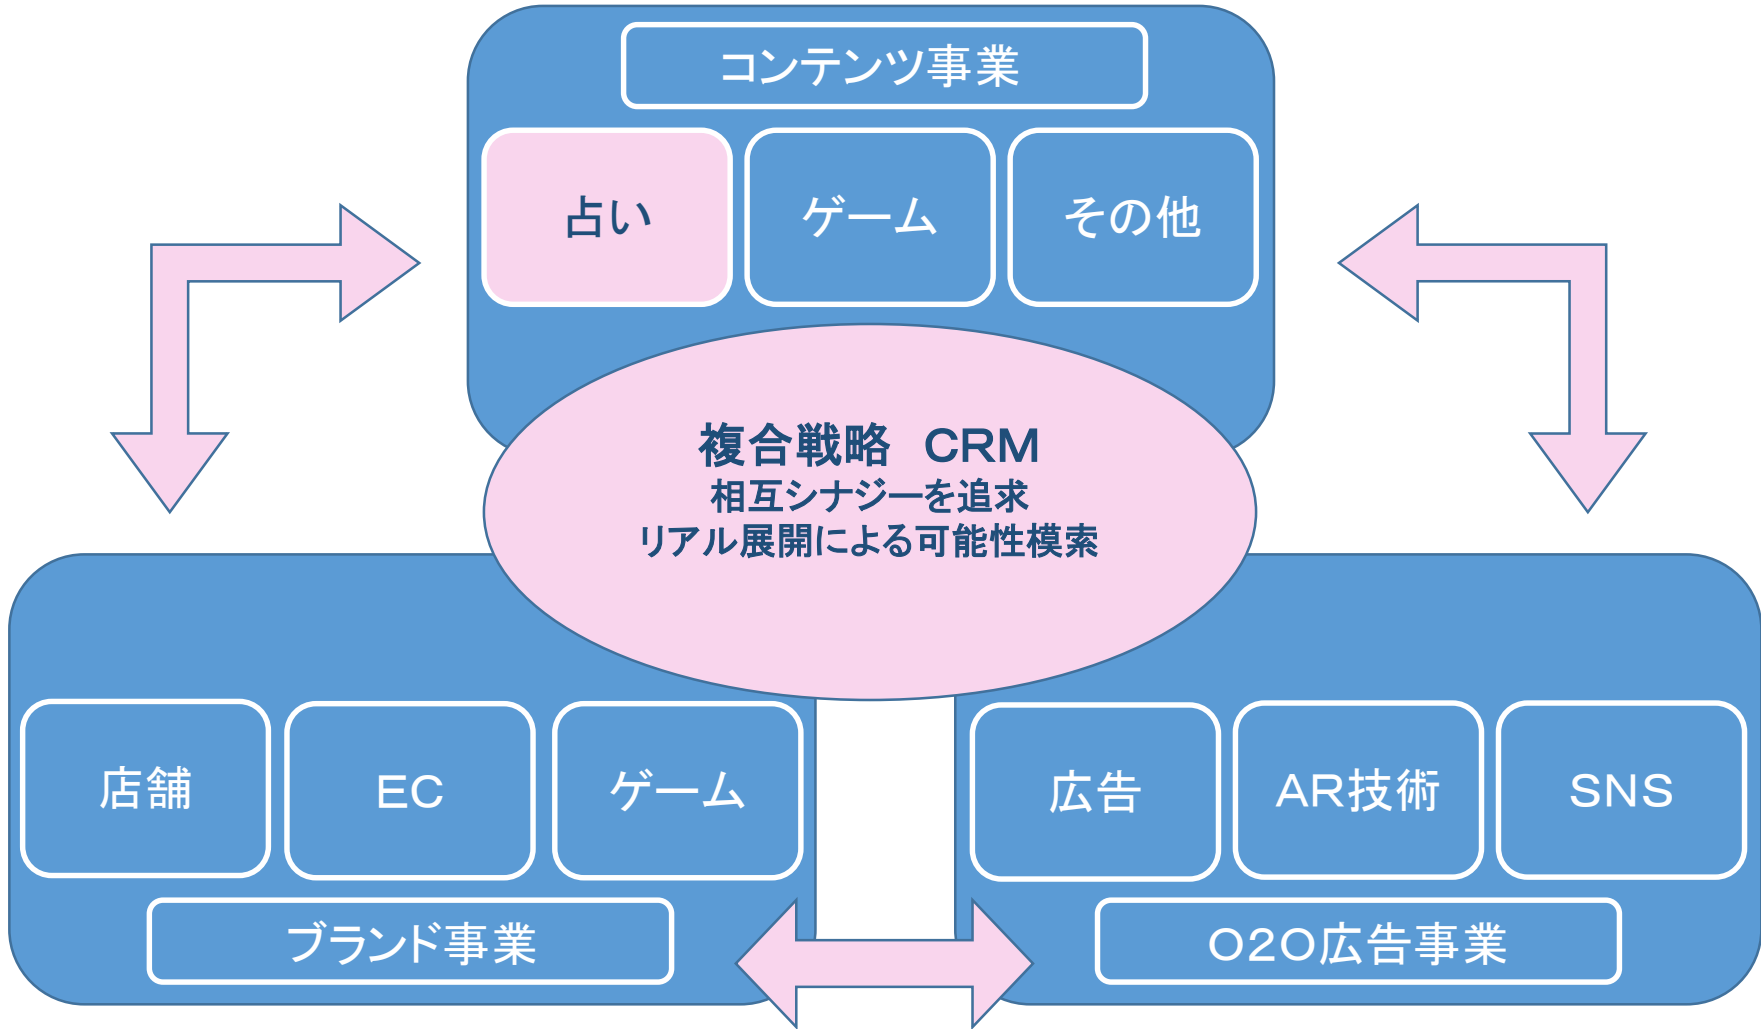 コンテンツ事業
占い
ゲーム
その他
複合戦略　CRM
相互シナジーを追求
リアル展開による可能性模索
店舗
EC
ゲーム
ブランド事業
広告
AR技術
SNS
O2O広告事業